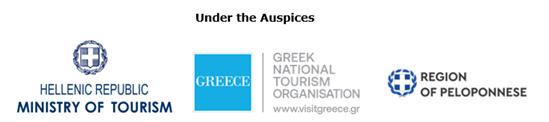 Under the Auspices
HELLENIC REPUBLIC
MINISTRY OF TOURISM
GREECE
GREEK
NATIONAL
TOURISM
ORGANISATION
www.visitgreece.gr
REGION
OF PELOPONNESE